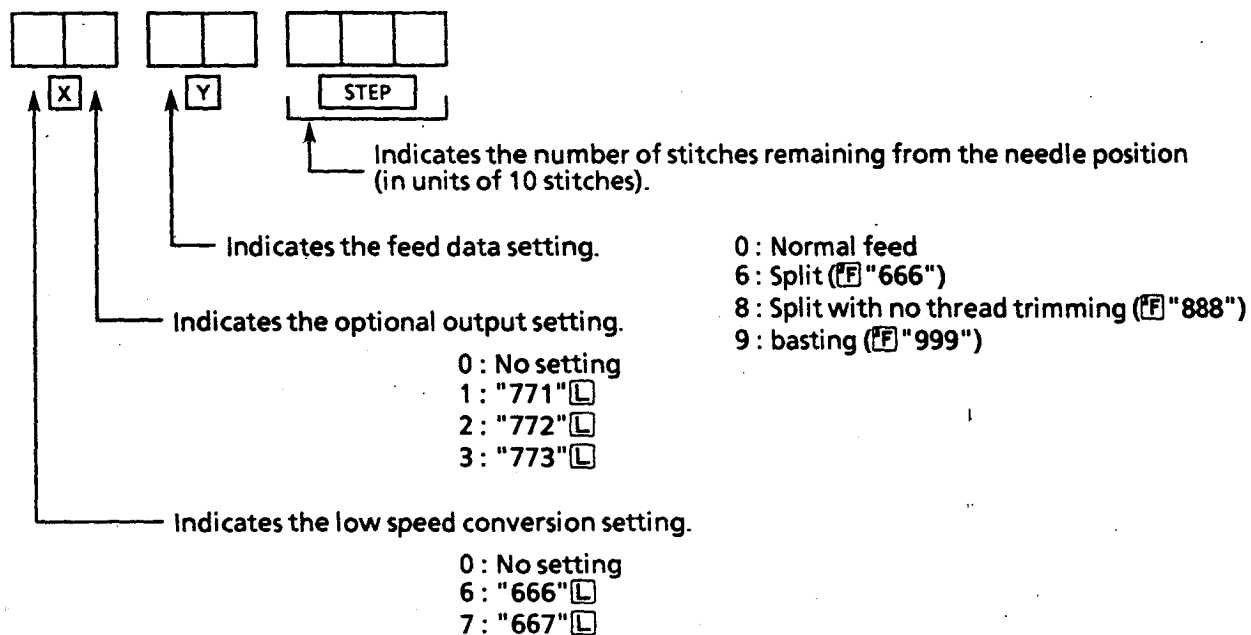 X Y STEP
Indicates the number of stitches remaining from the needle position
(in units of 10 stitches).
Indicates the feed data setting.
0 : Normal feed
6 : Split (F "666")
8 : Split with no thread trimming (F "888")
9 : basting (F "999")
Indicates the optional output setting.
0 : No setting
1 : "771" L
2 : "772" L
3 : "773" L
Indicates the low speed conversion setting.
0 : No setting
6 : "666" L
7 : "667" L